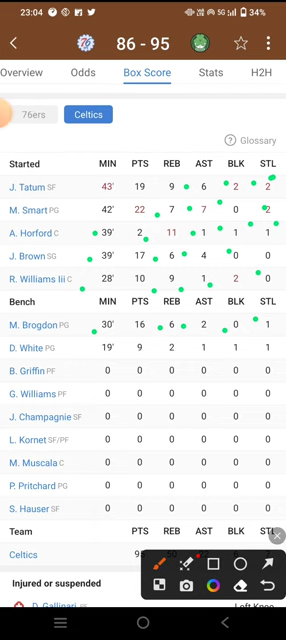 23:04
5G
34%
76
86 - 95
Overview Odds Box Score Stats H2H
76ers Celtics
? Glossary
Started MIN PTS REB AST BLK STL
J. Tatum SF 43' 19 9 6 2 2
M. Smart PG 42' 22 7 7 0 2
A. Horford C 39' 2 11 1 1 1
J. Brown SG 39' 17 6 4 0 0
R. Williams Iii C 28' 10 9 1 2 0
Bench MIN PTS REB AST BLK STL
M. Brogdon PG 30' 16 6 2 0 1
D. White PG 19' 9 2 1 1 1
B. Griffin PF 0 0 0 0 0 0
G. Williams PF 0 0 0 0 0 0
J. Champagnie SF 0 0 0 0 0 0
L. Kornet SF/PF 0 0 0 0 0 0
M. Muscala C 0 0 0 0 0 0
P. Pritchard PG 0 0 0 0 0 0
S. Hauser SF 0 0 0 0 0 0
Team PTS REB AST BLK STL
Celtics
Injured or suspended
D. Gallinari Left Knee